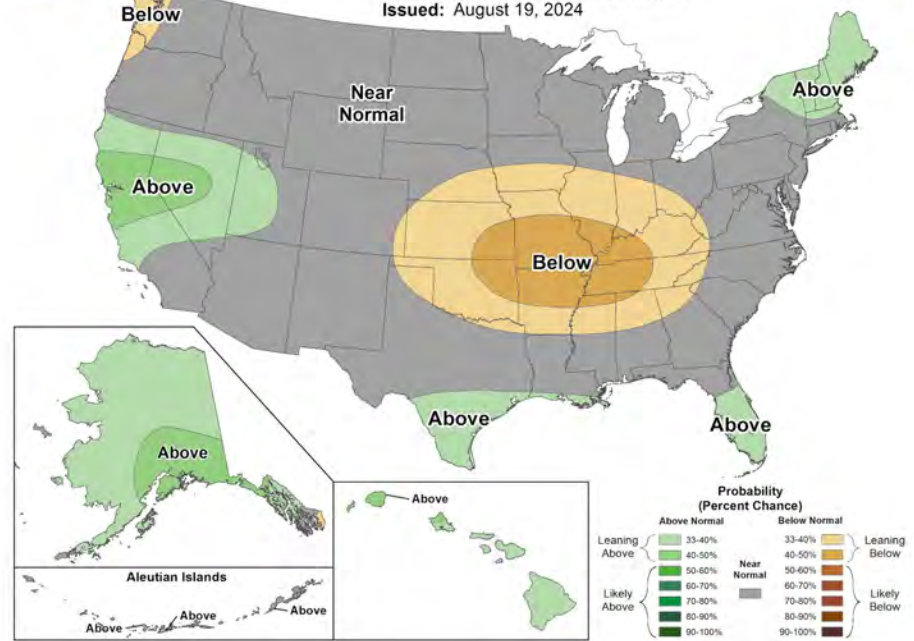 Issued: August 19, 2024
Below
Near
Normal
Above
Above
Below
Above
Above
Above
Above
Aleutian Islands
Above
Above
Above
Probability
(Percent Chance)
Above Normal
Below Normal
Leaning
Above
33-40%
40-50%
Likely
Above
50-60%
60-70%
70-80%
80-90%
90-100%
Near
Normal
33-40%
40-50%
Leaning
Below
50-60%
60-70%
70-80%
80-90%
90-100%
Likely
Below